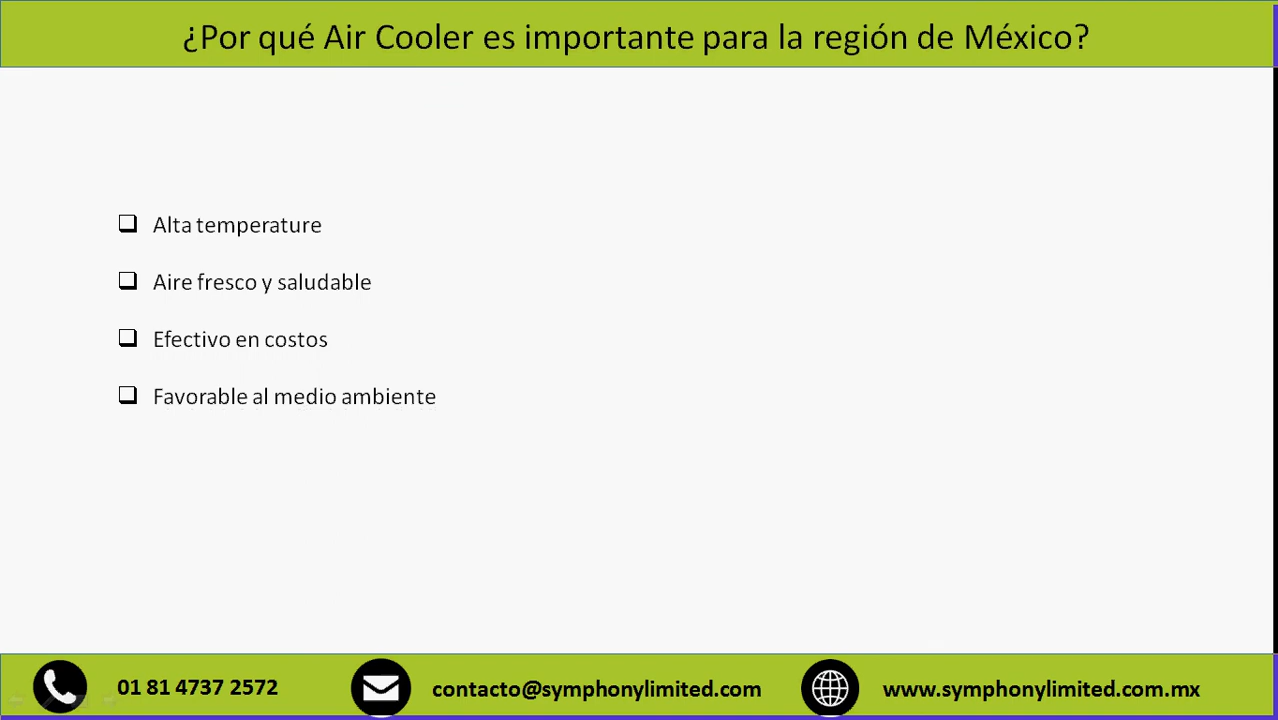 ¿Por qué Air Cooler es importante para la región de México?
Alta temperature
Aire fresco y saludable
Efectivo en costos
Favorable al medio ambiente
01 81 4737 2572
contacto@symphonylimited.com
www.symphonylimited.com.mx